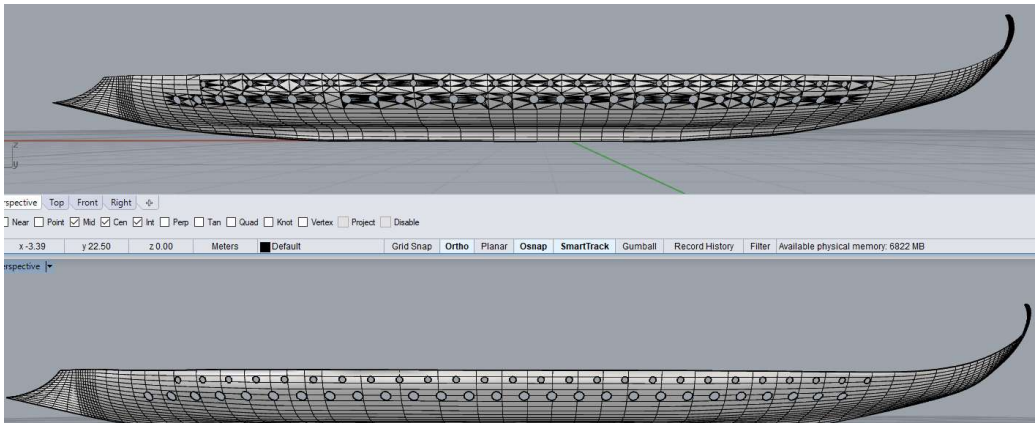 z
y
rspective Top Front Right
Near Point Mid Cen Int Perp Tan Quad Knot Vertex Project Disable
x -3.39 y 22.50 z 0.00 Meters Default Grid Snap Ortho Planar Osnap SmartTrack Gumball Record History Filter Available physical memory: 6822 MB
erspective